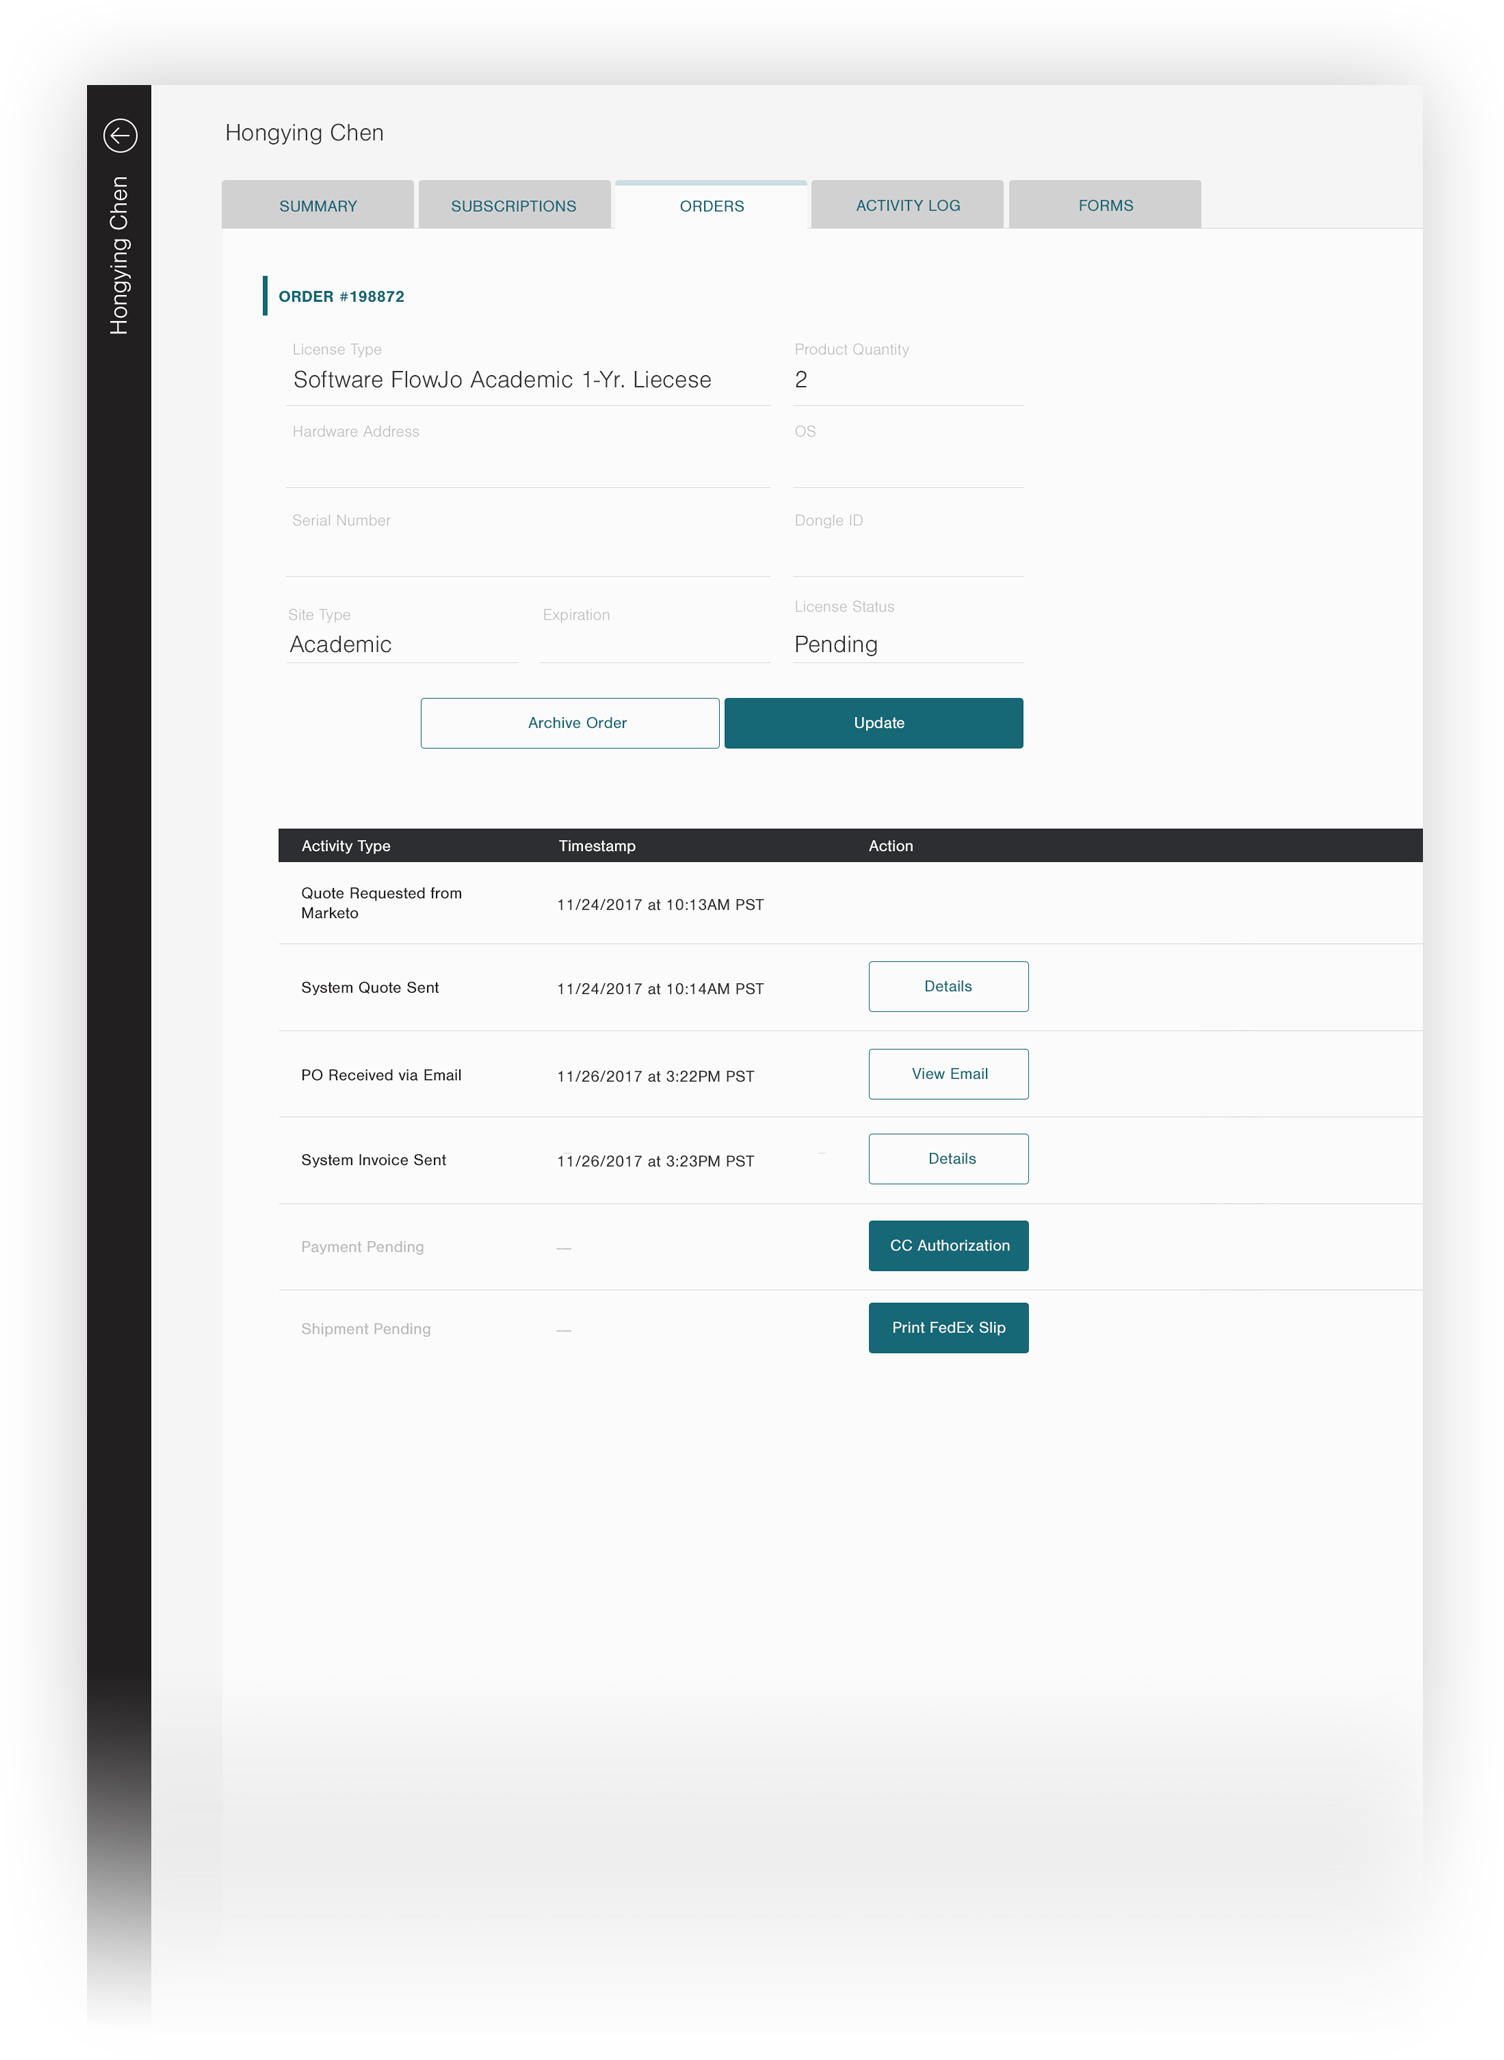 Hongying Chen
Hongying Chen
SUMMARY
SUBSCRIPTIONS
ORDERS
ACTIVITY LOG
FORMS
ORDER #198872
License Type
Product Quantity
Software FlowJo Academic 1-Yr. Liecese
2
Hardware Address
OS
Serial Number
Dongle ID
Site Type
Expiration
License Status
Academic
Pending
Archive Order
Update
Activity Type
Timestamp
Action
Quote Requested from
Marketo
11/24/2017 at 10:13AM PST
System Quote Sent
11/24/2017 at 10:14AM PST
Details
PO Received via Email
11/26/2017 at 3:22PM PST
View Email
System Invoice Sent
11/26/2017 at 3:23PM PST
Details
Payment Pending
—
CC Authorization
Shipment Pending
—
Print FedEx Slip